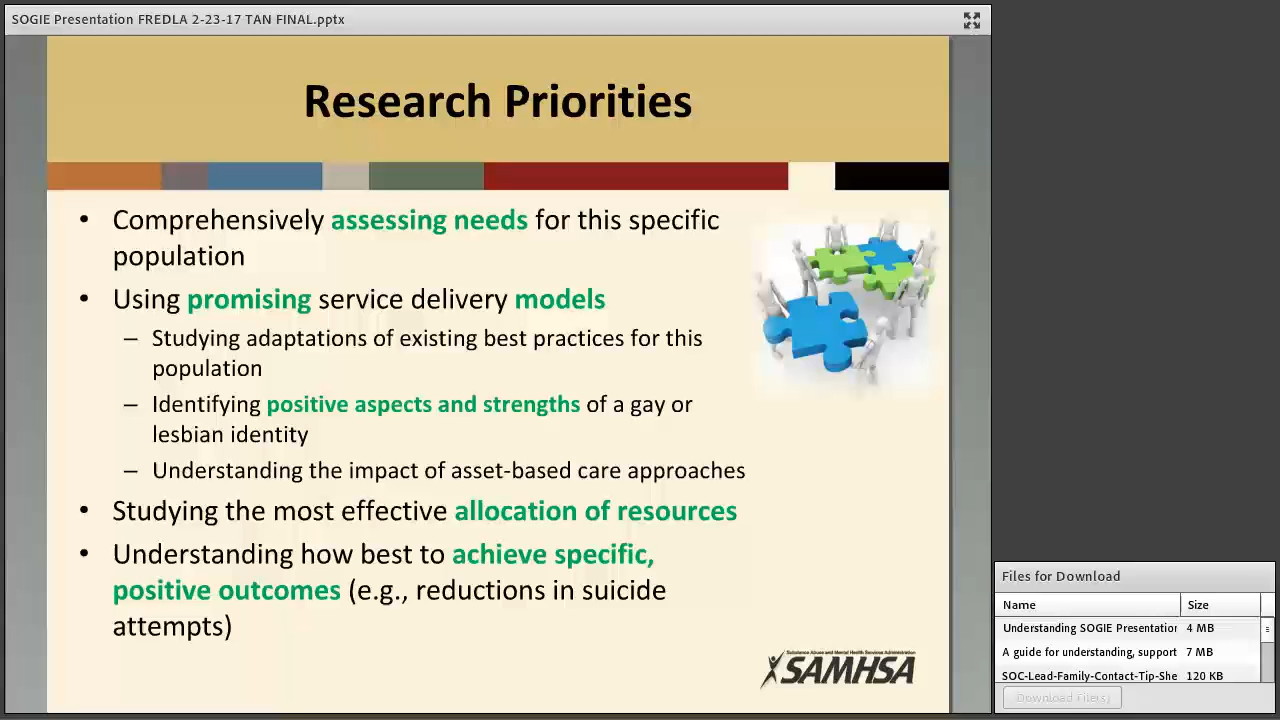 SOGIE Presentation FREDLA 2-23-17 TAN FINAL.pptx
Research Priorities
• Comprehensively assessing needs for this specific
population
• Using promising service delivery models
– Studying adaptations of existing best practices for this
population
– Identifying positive aspects and strengths of a gay or
lesbian identity
– Understanding the impact of asset-based care approaches
• Studying the most effective allocation of resources
• Understanding how best to achieve specific,
positive outcomes (e.g., reductions in suicide
attempts)
Substance Abuse and Mental Health Services Administration
SAMHSA
Files for Download
Name Size
Understanding SOGIE Presentation 4 MB
A guide for understanding, support 7 MB
SOC-Lead-Family-Contact-Tip-She 120 KB
Download File(s)